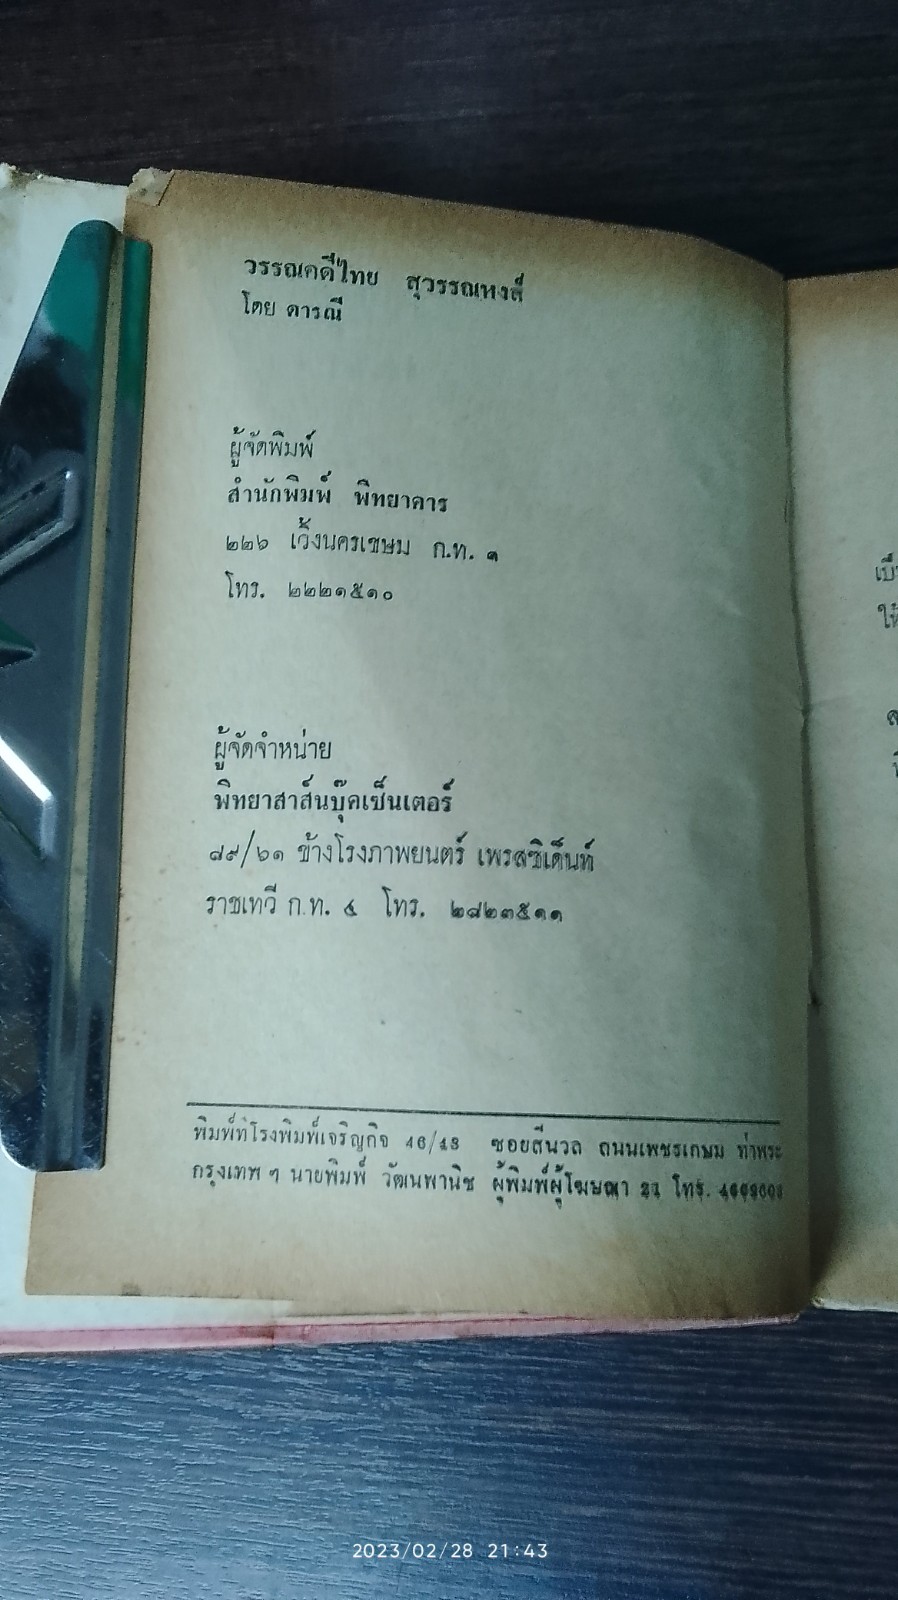 วรรณคดีไทย สุวรรณหงส์
โดย ดารณี
ผู้จัดพิมพ์
สำนักพิมพ์ พิทยาคาร
๒๒๖ เวิ้งนครเขษม ก.ท. ๑
โทร. ๒๒๒๑๕๑๐
ผู้จัดจำหน่าย
พิทยาสาส์นบุ๊คเซ็นเตอร์
๘๙/๖๑ ข้างโรงภาพยนตร์ เพรสซิเด็นท์
ราชเทวี ก.ท. ๔ โทร. ๒๘๒๓๕๑๑
พิมพ์ที่โรงพิมพ์เจริญกิจ 46/43 ซอยสีนวล ถนนเพชรเกษม ท่าพระ
กรุงเทพ ฯ นายพิมพ์ วัฒนพานิช ผู้พิมพ์ผู้โฆษณา โทร.
เป็
ให้
2023/02/28 21:43